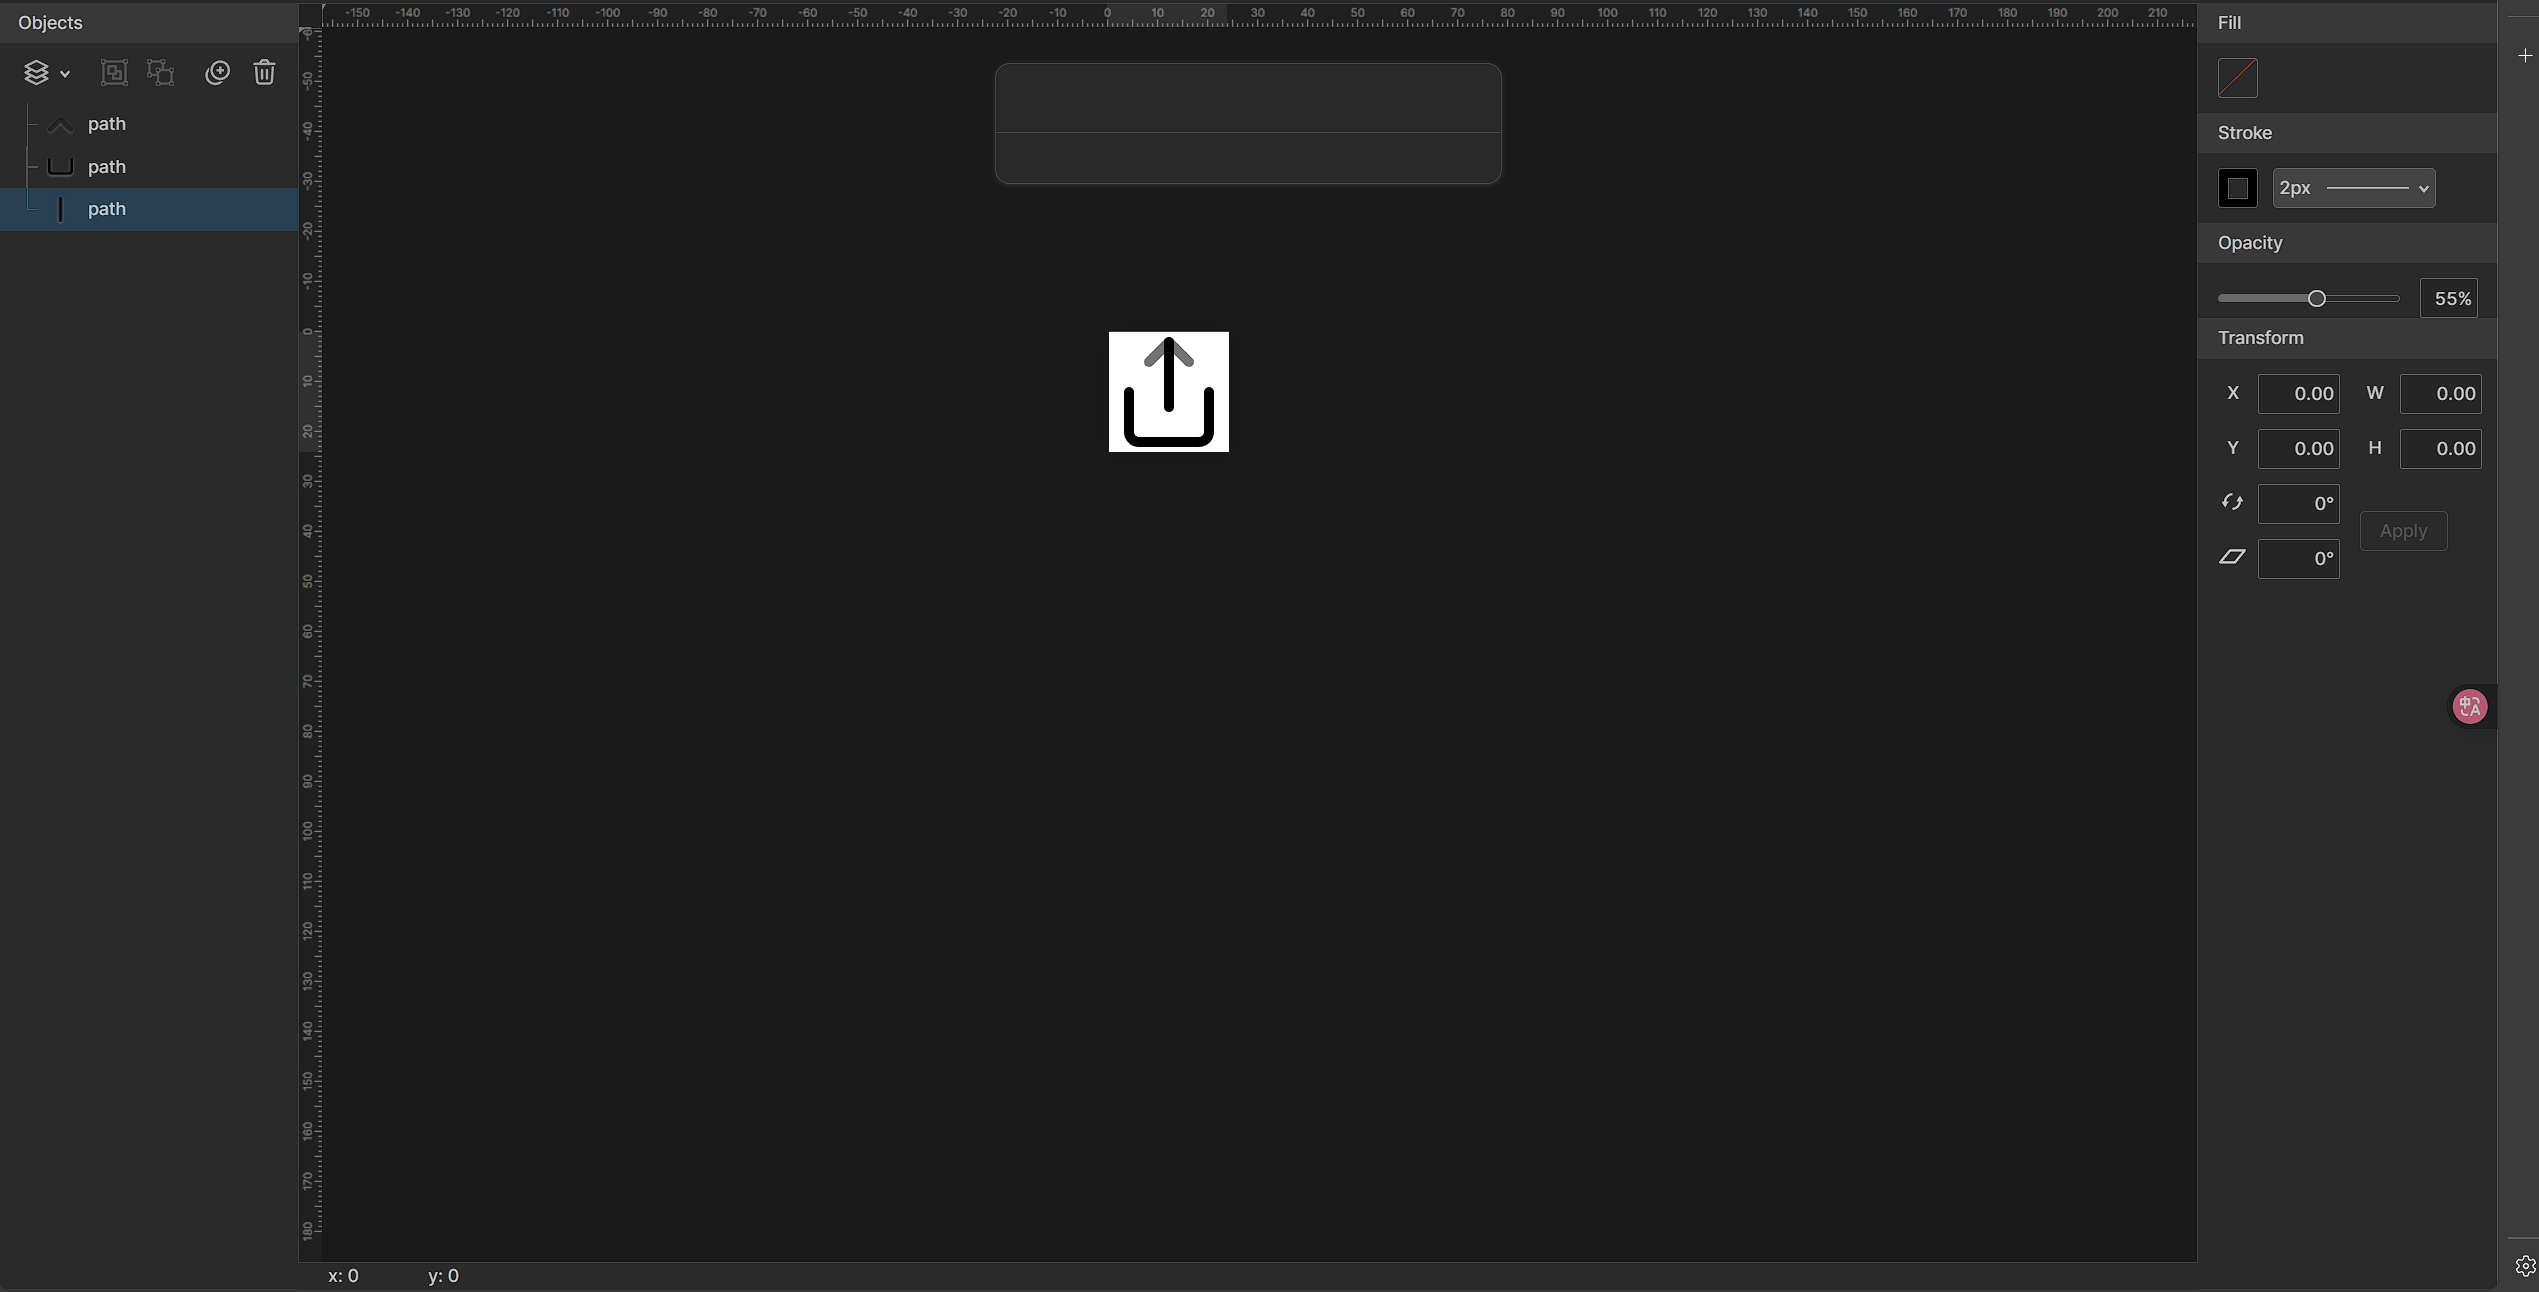 Objects
path
path
path
-150 -140 -130 -120 -110 -100 -90 -80 -70 -60 -50 -40 -30 -20 -10 0 10 20 30 40 50 60 70 80 90 100 110 120 130 140 150 160 170 180 190 200 210
-50
-40
-30
-20
-10
0
10
20
30
40
50
60
70
80
90
100
110
120
130
140
150
160
170
180
x: 0 y: 0
Fill
Stroke
2px
Opacity
55%
Transform
X 0.00 W 0.00
Y 0.00 H 0.00
0°
Apply
0°
中 A